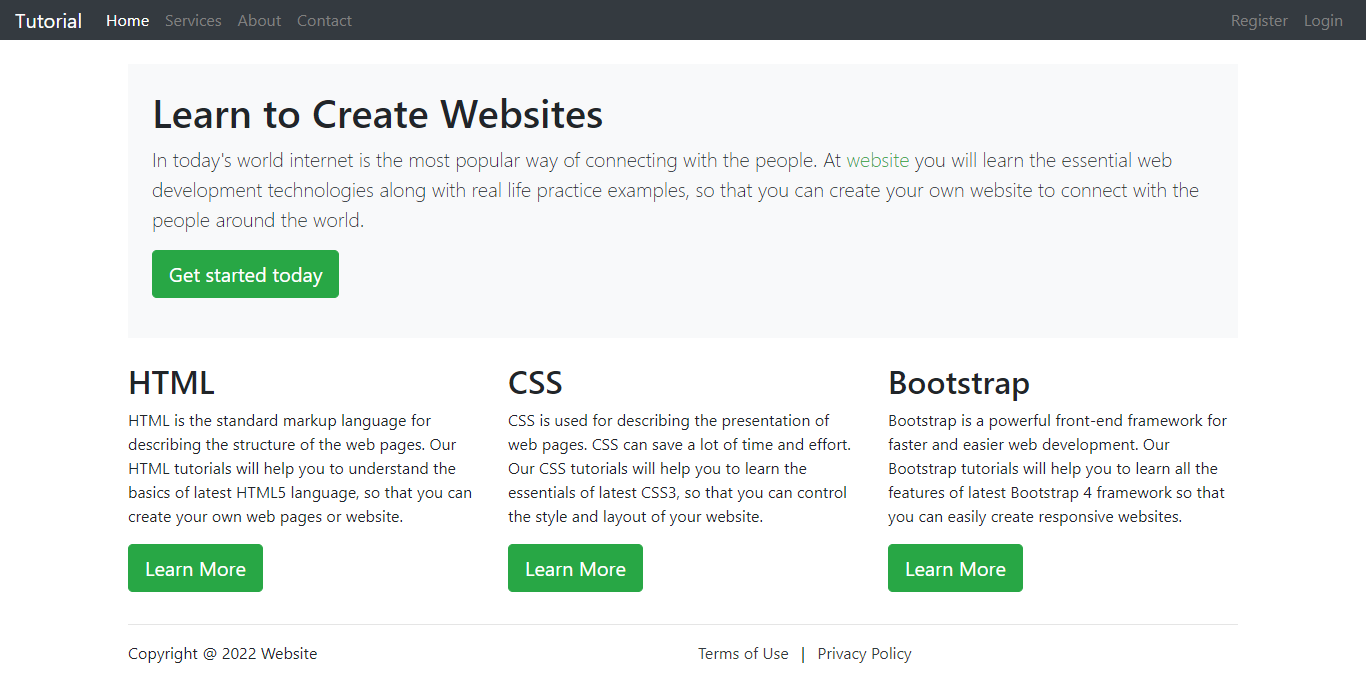 Tutorial Home Services About Contact Register Login
Learn to Create Websites
In today's world internet is the most popular way of connecting with the people. At website you will learn the essential web
development technologies along with real life practice examples, so that you can create your own website to connect with the
people around the world.
Get started today
HTML
HTML is the standard markup language for
describing the structure of the web pages. Our
HTML tutorials will help you to understand the
basics of latest HTML5 language, so that you can
create your own web pages or website.
Learn More
CSS
CSS is used for describing the presentation of
web pages. CSS can save a lot of time and effort.
Our CSS tutorials will help you to learn the
essentials of latest CSS3, so that you can control
the style and layout of your website.
Learn More
Bootstrap
Bootstrap is a powerful front-end framework for
faster and easier web development. Our
Bootstrap tutorials will help you to learn all the
features of latest Bootstrap 4 framework so that
you can easily create responsive websites.
Learn More
Copyright @ 2022 Website
Terms of Use | Privacy Policy